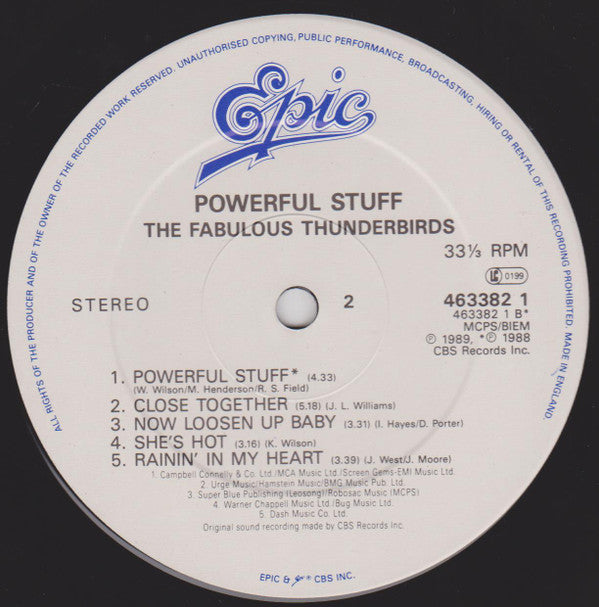 ALL RIGHTS OF THE PRODUCER AND OF THE OWNER OF THE RECORDED WORK RESERVED. UNAUTHORISED COPYING, PUBLIC PERFORMANCE, BROADCASTING, HIRING OR RENTAL OF THIS RECORDING PROHIBITED. MADE IN ENGLAND.
Epic
POWERFUL STUFF
THE FABULOUS THUNDERBIRDS
33⅓ RPM
LC 0199
STEREO
2
463382 1
463382 1 B*
MCPS/BIEM
℗ 1989, *℗ 1988
CBS Records Inc.
1. POWERFUL STUFF* (4.33)
(W. Wilson/M. Henderson/R. S. Field)
2. CLOSE TOGETHER (5.18) (J. L. Williams)
3. NOW LOOSEN UP BABY (3.31) (I. Hayes/D. Porter)
4. SHE'S HOT (3.16) (K. Wilson)
5. RAININ' IN MY HEART (3.39) (J. West/J. Moore)
1. Campbell Connelly & Co. Ltd./MCA Music Ltd./Screen Gems-EMI Music Ltd.
2. Urge Music/Hamstein Music/BMG Music Pub. Ltd.
3. Super Blue Publishing (Leosong)/Robosac Music (MCPS)
4. Warner Chappell Music Ltd./Bug Music Ltd.
5. Dash Music Co. Ltd.
Original sound recording made by CBS Records Inc.
EPIC & Epic ® CBS INC.